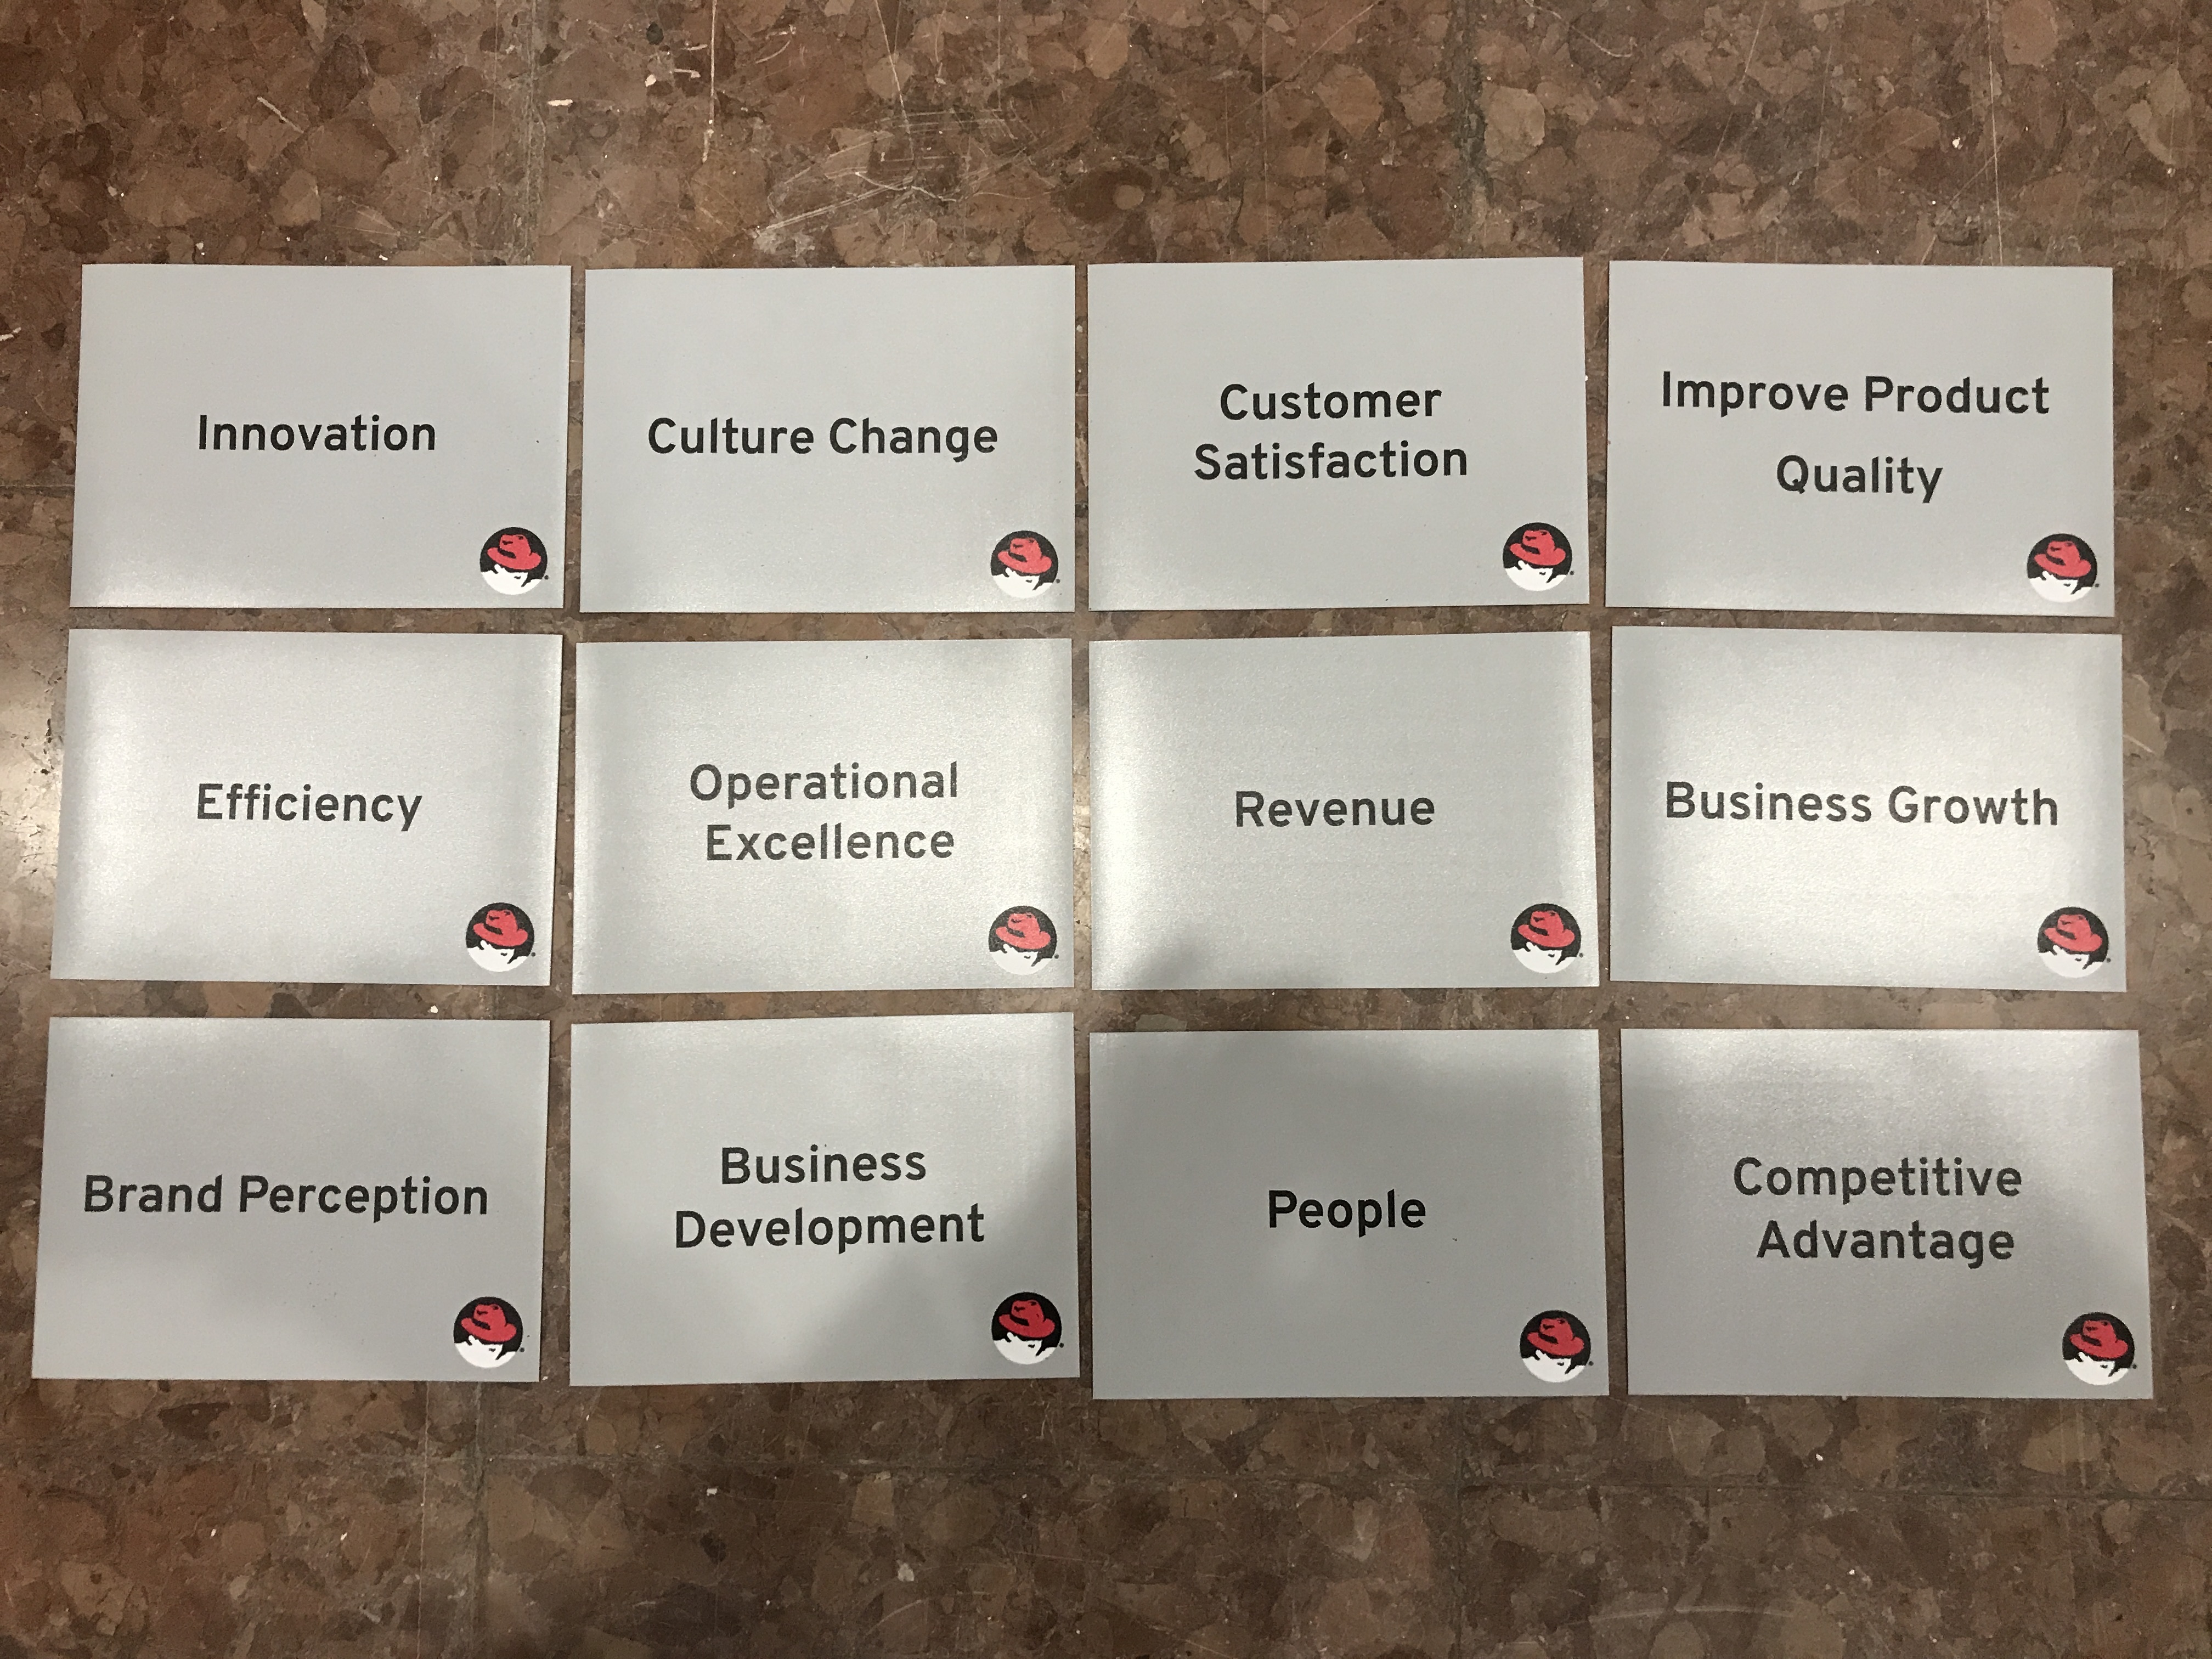 Innovation
Culture Change
Customer
Satisfaction
Improve Product
Quality
Efficiency
Operational
Excellence
Revenue
Business Growth
Brand Perception
Business
Development
People
Competitive
Advantage